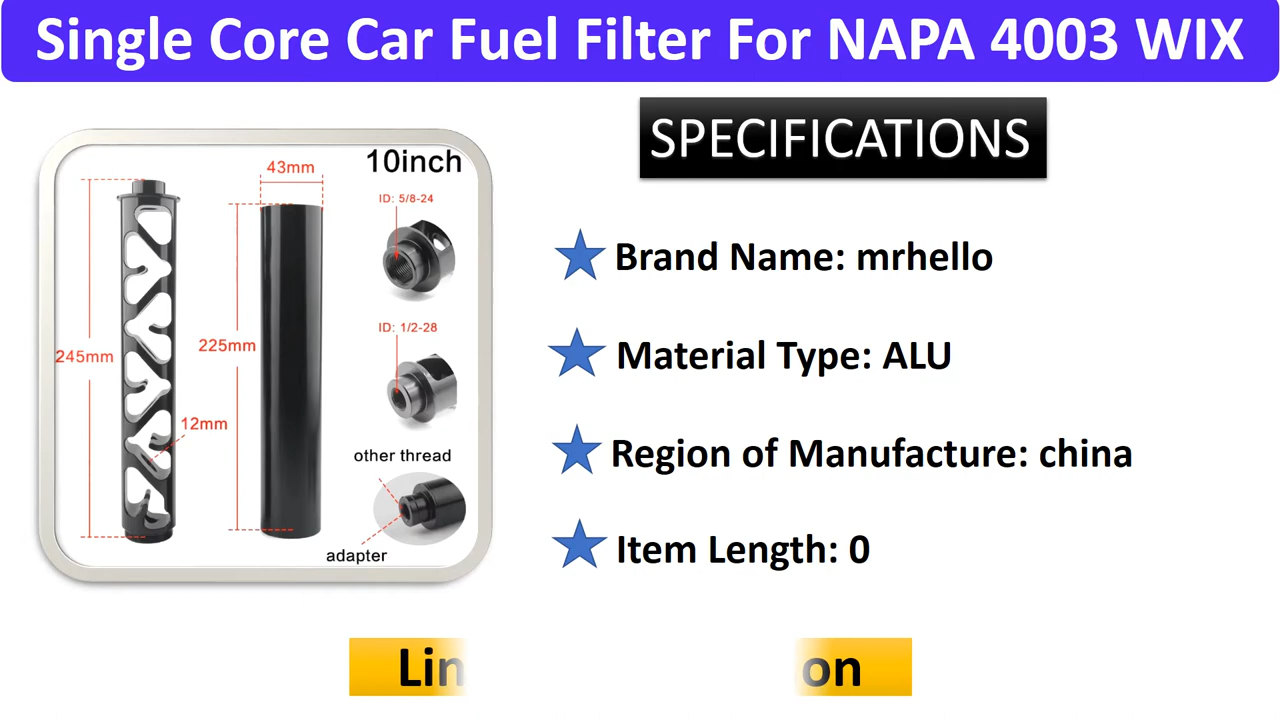 Single Core Car Fuel Filter For NAPA 4003 WIX
SPECIFICATIONS
10inch
43mm
ID: 5/8-24
245mm
225mm
ID: 1/2-28
12mm
other thread
adapter
Brand Name: mrhello
Material Type: ALU
Region of Manufacture: china
Item Length: 0